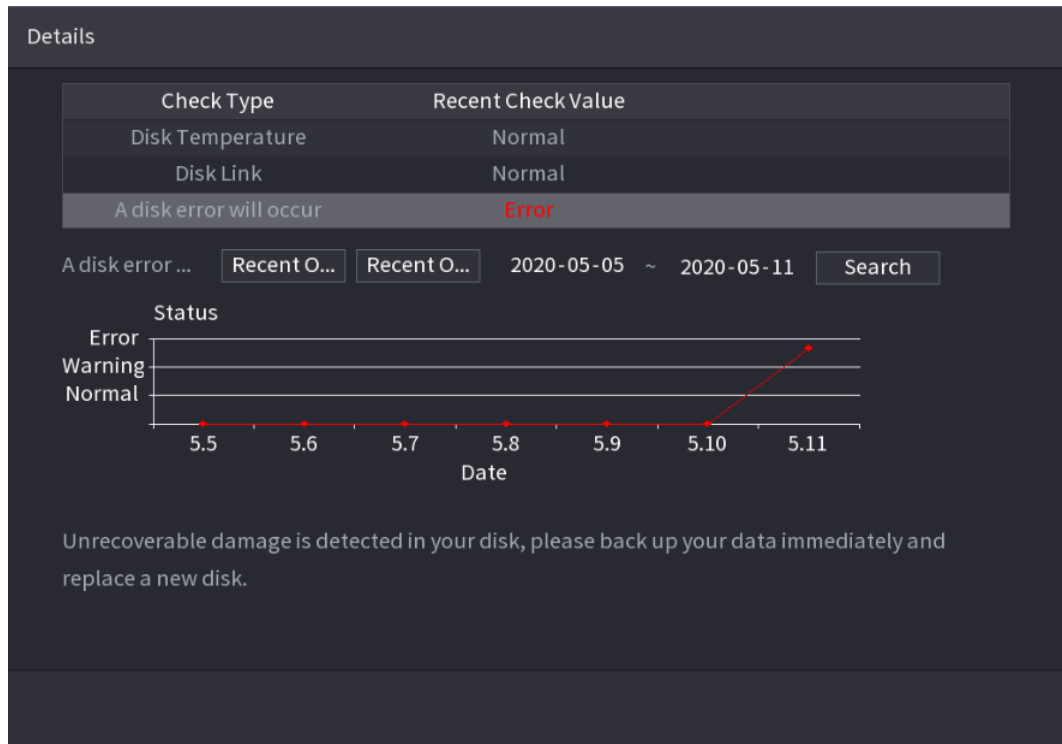 Details
Check Type Recent Check Value
Disk Temperature Normal
Disk Link Normal
A disk error will occur Error
A disk error ... Recent O... Recent O... 2020-05-05 ~ 2020-05-11 Search
Status
Error
Warning
Normal
5.5 5.6 5.7 5.8 5.9 5.10 5.11
Date
Unrecoverable damage is detected in your disk, please back up your data immediately and
replace a new disk.